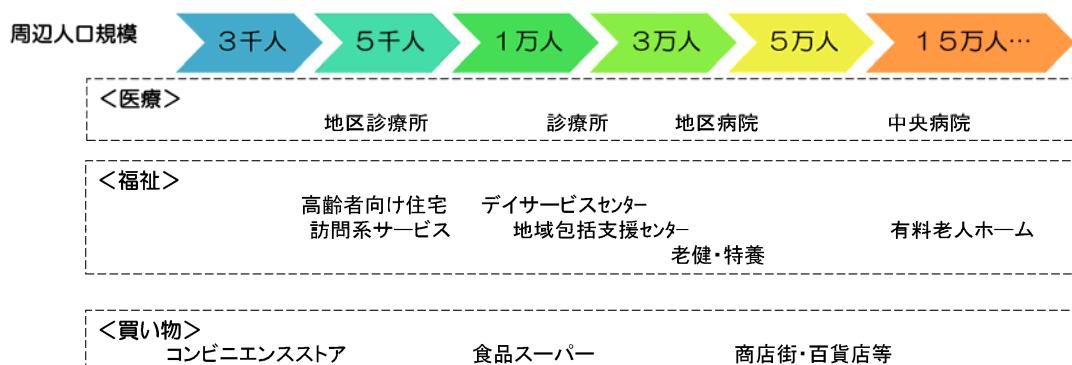 周辺人口規模 3千人 5千人 1万人 3万人 5万人 15万人…
<医療>
地区診療所 診療所 地区病院 中央病院
<福祉>
高齢者向け住宅 デイサービスセンター
訪問系サービス 地域包括支援センター 有料老人ホーム
老健・特養
<買い物>
コンビニエンスストア 食品スーパー 商店街・百貨店等